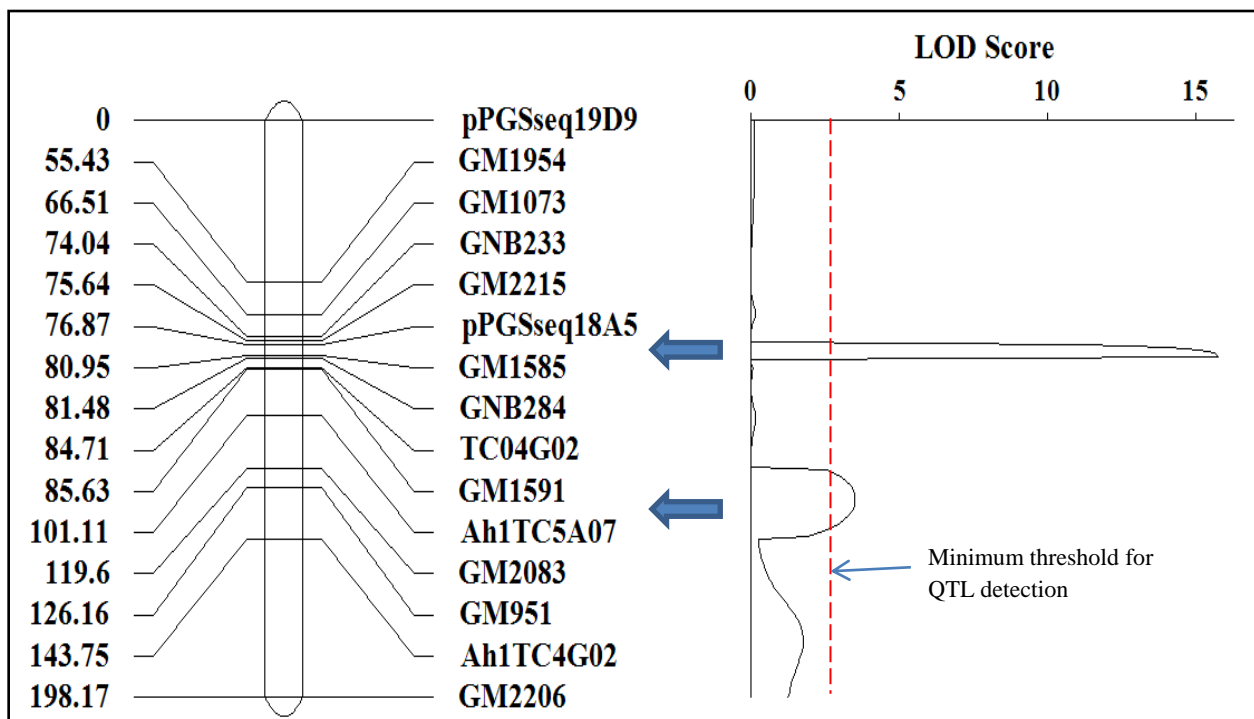 LOD Score
0 5 10 15
0 pPGSseq19D9
55.43 GM1954
66.51 GM1073
74.04 GNB233
75.64 GM2215
76.87 pPGSseq18A5
80.95 GM1585
81.48 GNB284
84.71 TC04G02
85.63 GM1591
101.11 Ah1TC5A07
119.6 GM2083
126.16 GM951
143.75 Ah1TC4G02
198.17 GM2206
Minimum threshold for
QTL detection